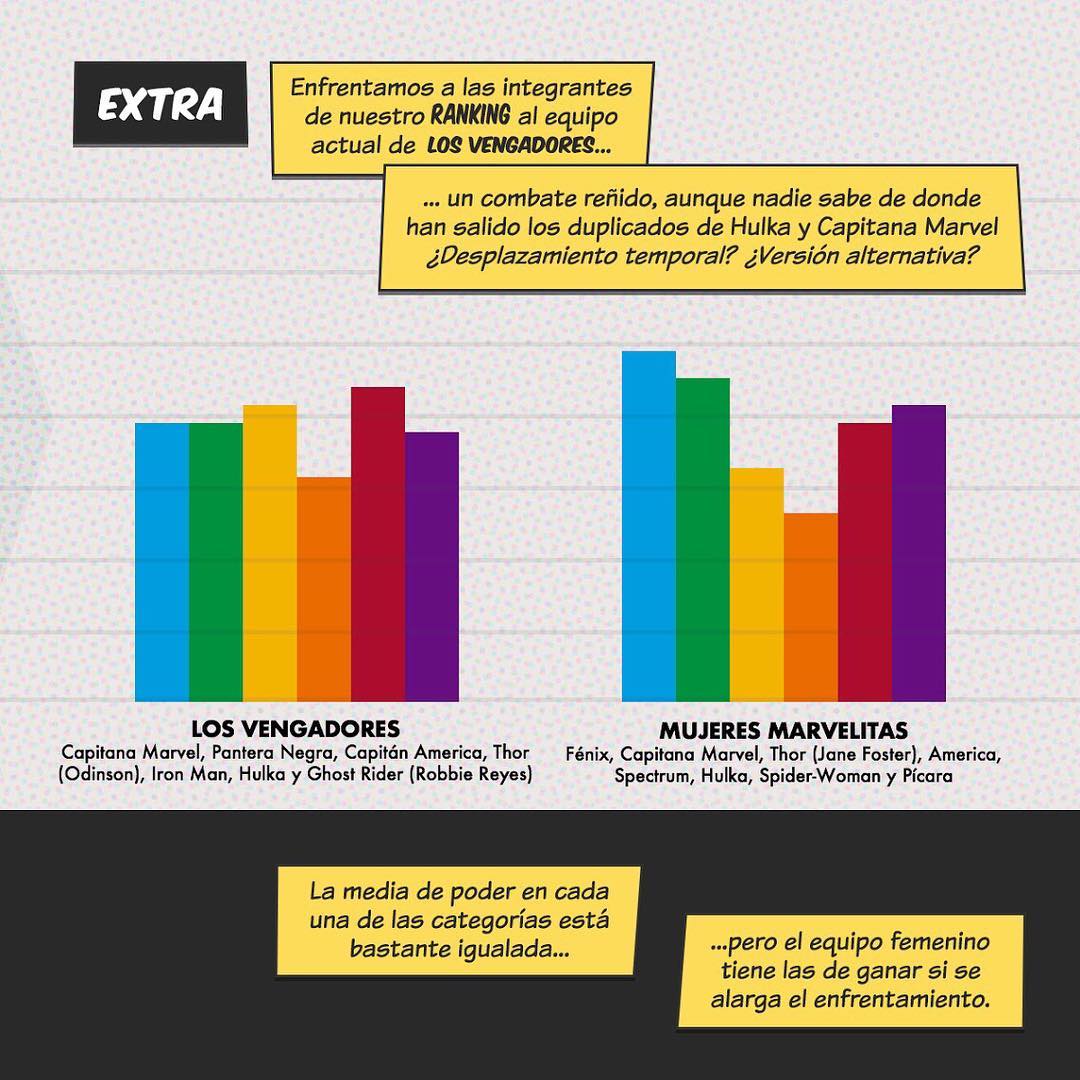 EXTRA
Enfrentamos a las integrantes
de nuestro RANKING al equipo
actual de LOS VENGADORES...
... un combate reñido, aunque nadie sabe de donde
han salido los duplicados de Hulka y Capitana Marvel
¿Desplazamiento temporal? ¿Versión alternativa?
LOS VENGADORES
Capitana Marvel, Pantera Negra, Capitán America, Thor
(Odinson), Iron Man, Hulka y Ghost Rider (Robbie Reyes)
MUJERES MARVELITAS
Fénix, Capitana Marvel, Thor (Jane Foster), America,
Spectrum, Hulka, Spider-Woman y Pícara
La media de poder en cada
una de las categorías está
bastante igualada...
...pero el equipo femenino
tiene las de ganar si se
alarga el enfrentamiento.